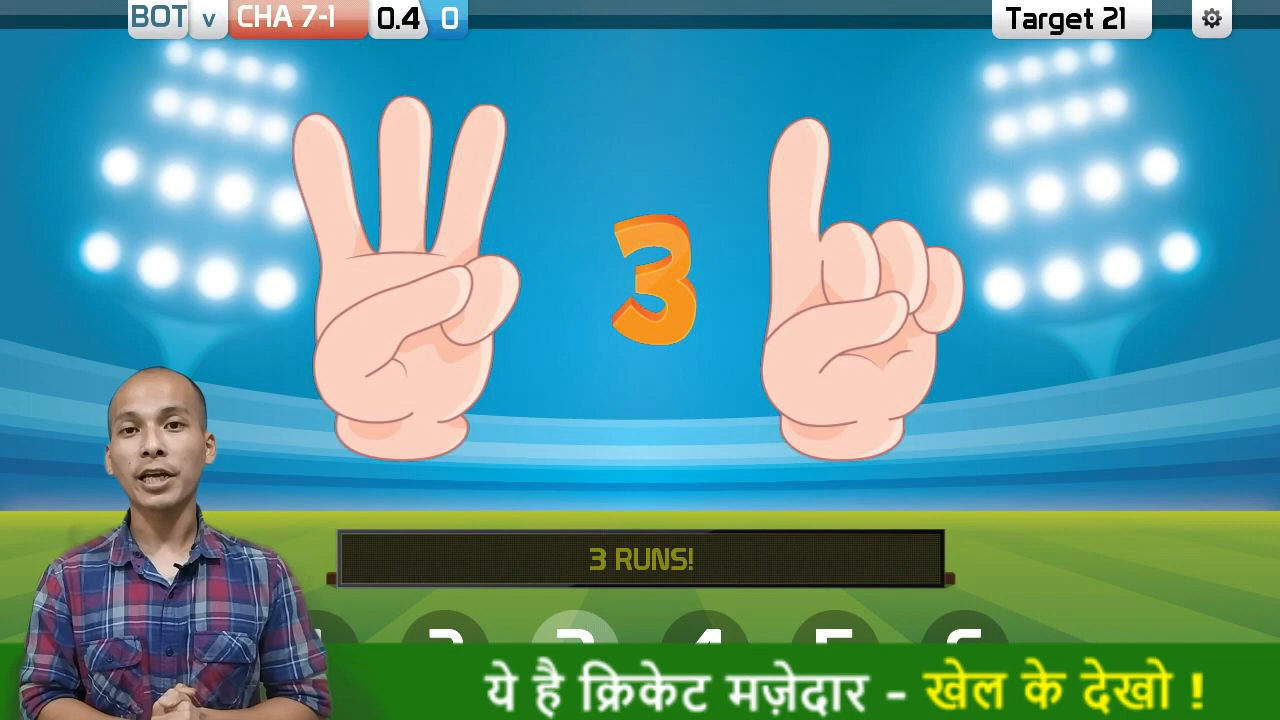 BOT v CHA 7-1 0.4 0 Target 21
3
3 RUNS!
ये है क्रिकेट मज़ेदार - खेल के देखो !